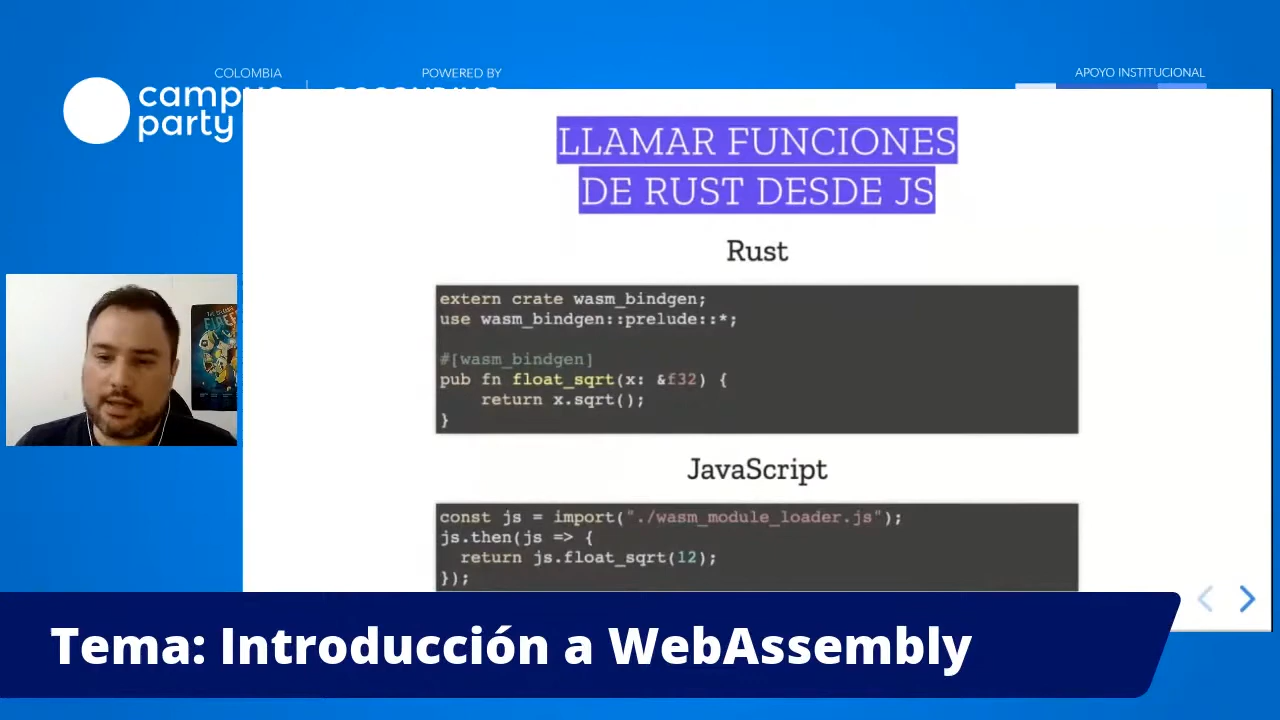 COLOMBIA
POWERED BY
APOYO INSTITUCIONAL
campus
party
LLAMAR FUNCIONES
DE RUST DESDE JS
Rust
extern crate wasm_bindgen;
use wasm_bindgen::prelude::*;
#[wasm_bindgen]
pub fn float_sqrt(x: &f32) {
return x.sqrt();
}
JavaScript
const js = import("./wasm_module_loader.js");
js.then(js => {
return js.float_sqrt(12);
});
Tema: Introducción a WebAssembly